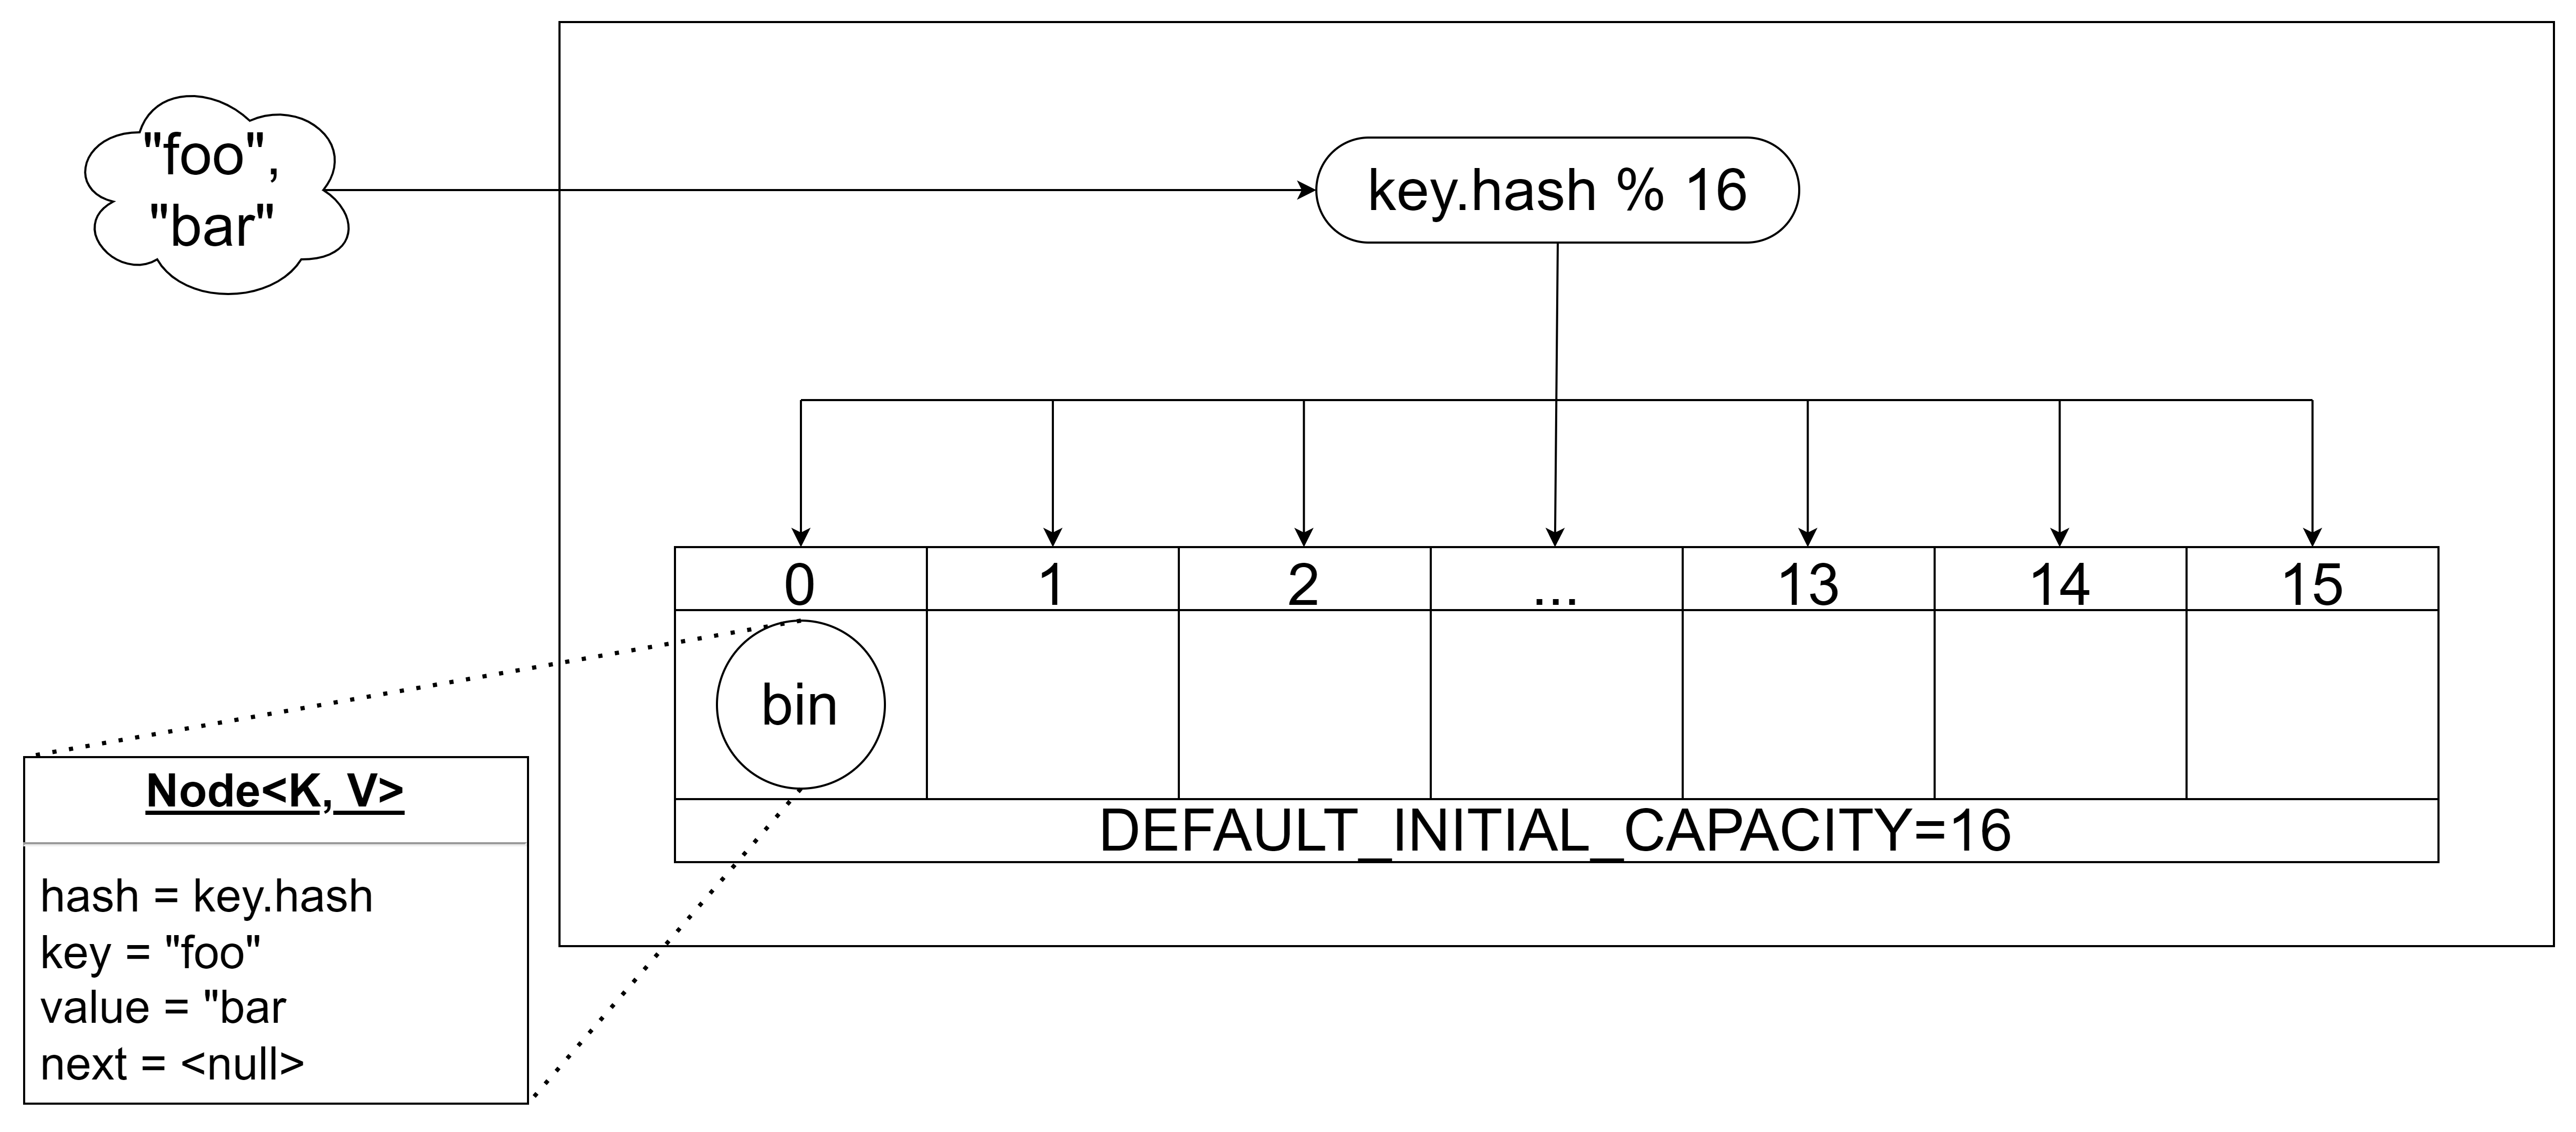 "foo",
"bar"
key.hash % 16
0 1 2 ... 13 14 15
bin
DEFAULT_INITIAL_CAPACITY=16
Node<K, V>
hash = key.hash
key = "foo"
value = "bar
next = <null>